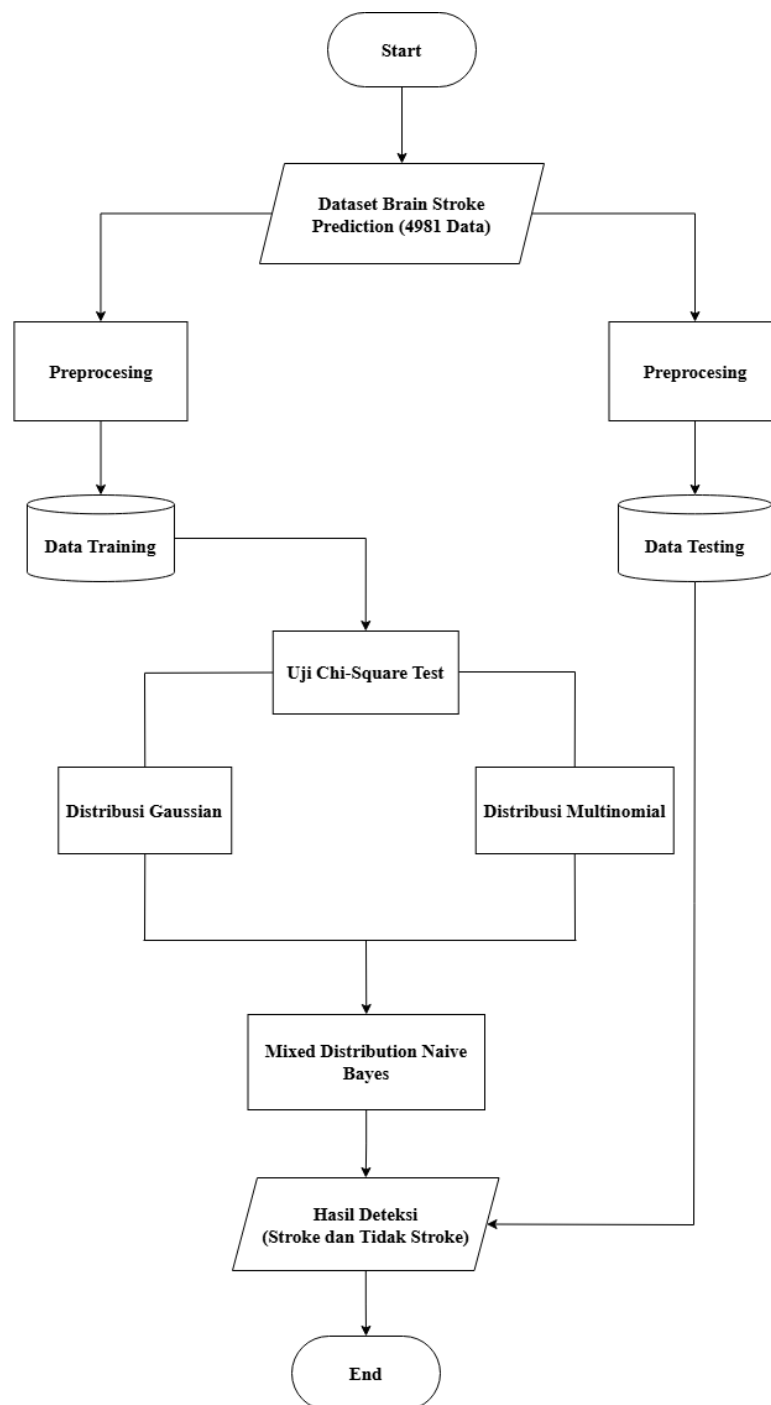 Start
Dataset Brain Stroke
Prediction (4981 Data)
Preprocesing
Preprocesing
Data Training
Data Testing
Uji Chi-Square Test
Distribusi Gaussian
Distribusi Multinomial
Mixed Distribution Naive
Bayes
Hasil Deteksi
(Stroke dan Tidak Stroke)
End